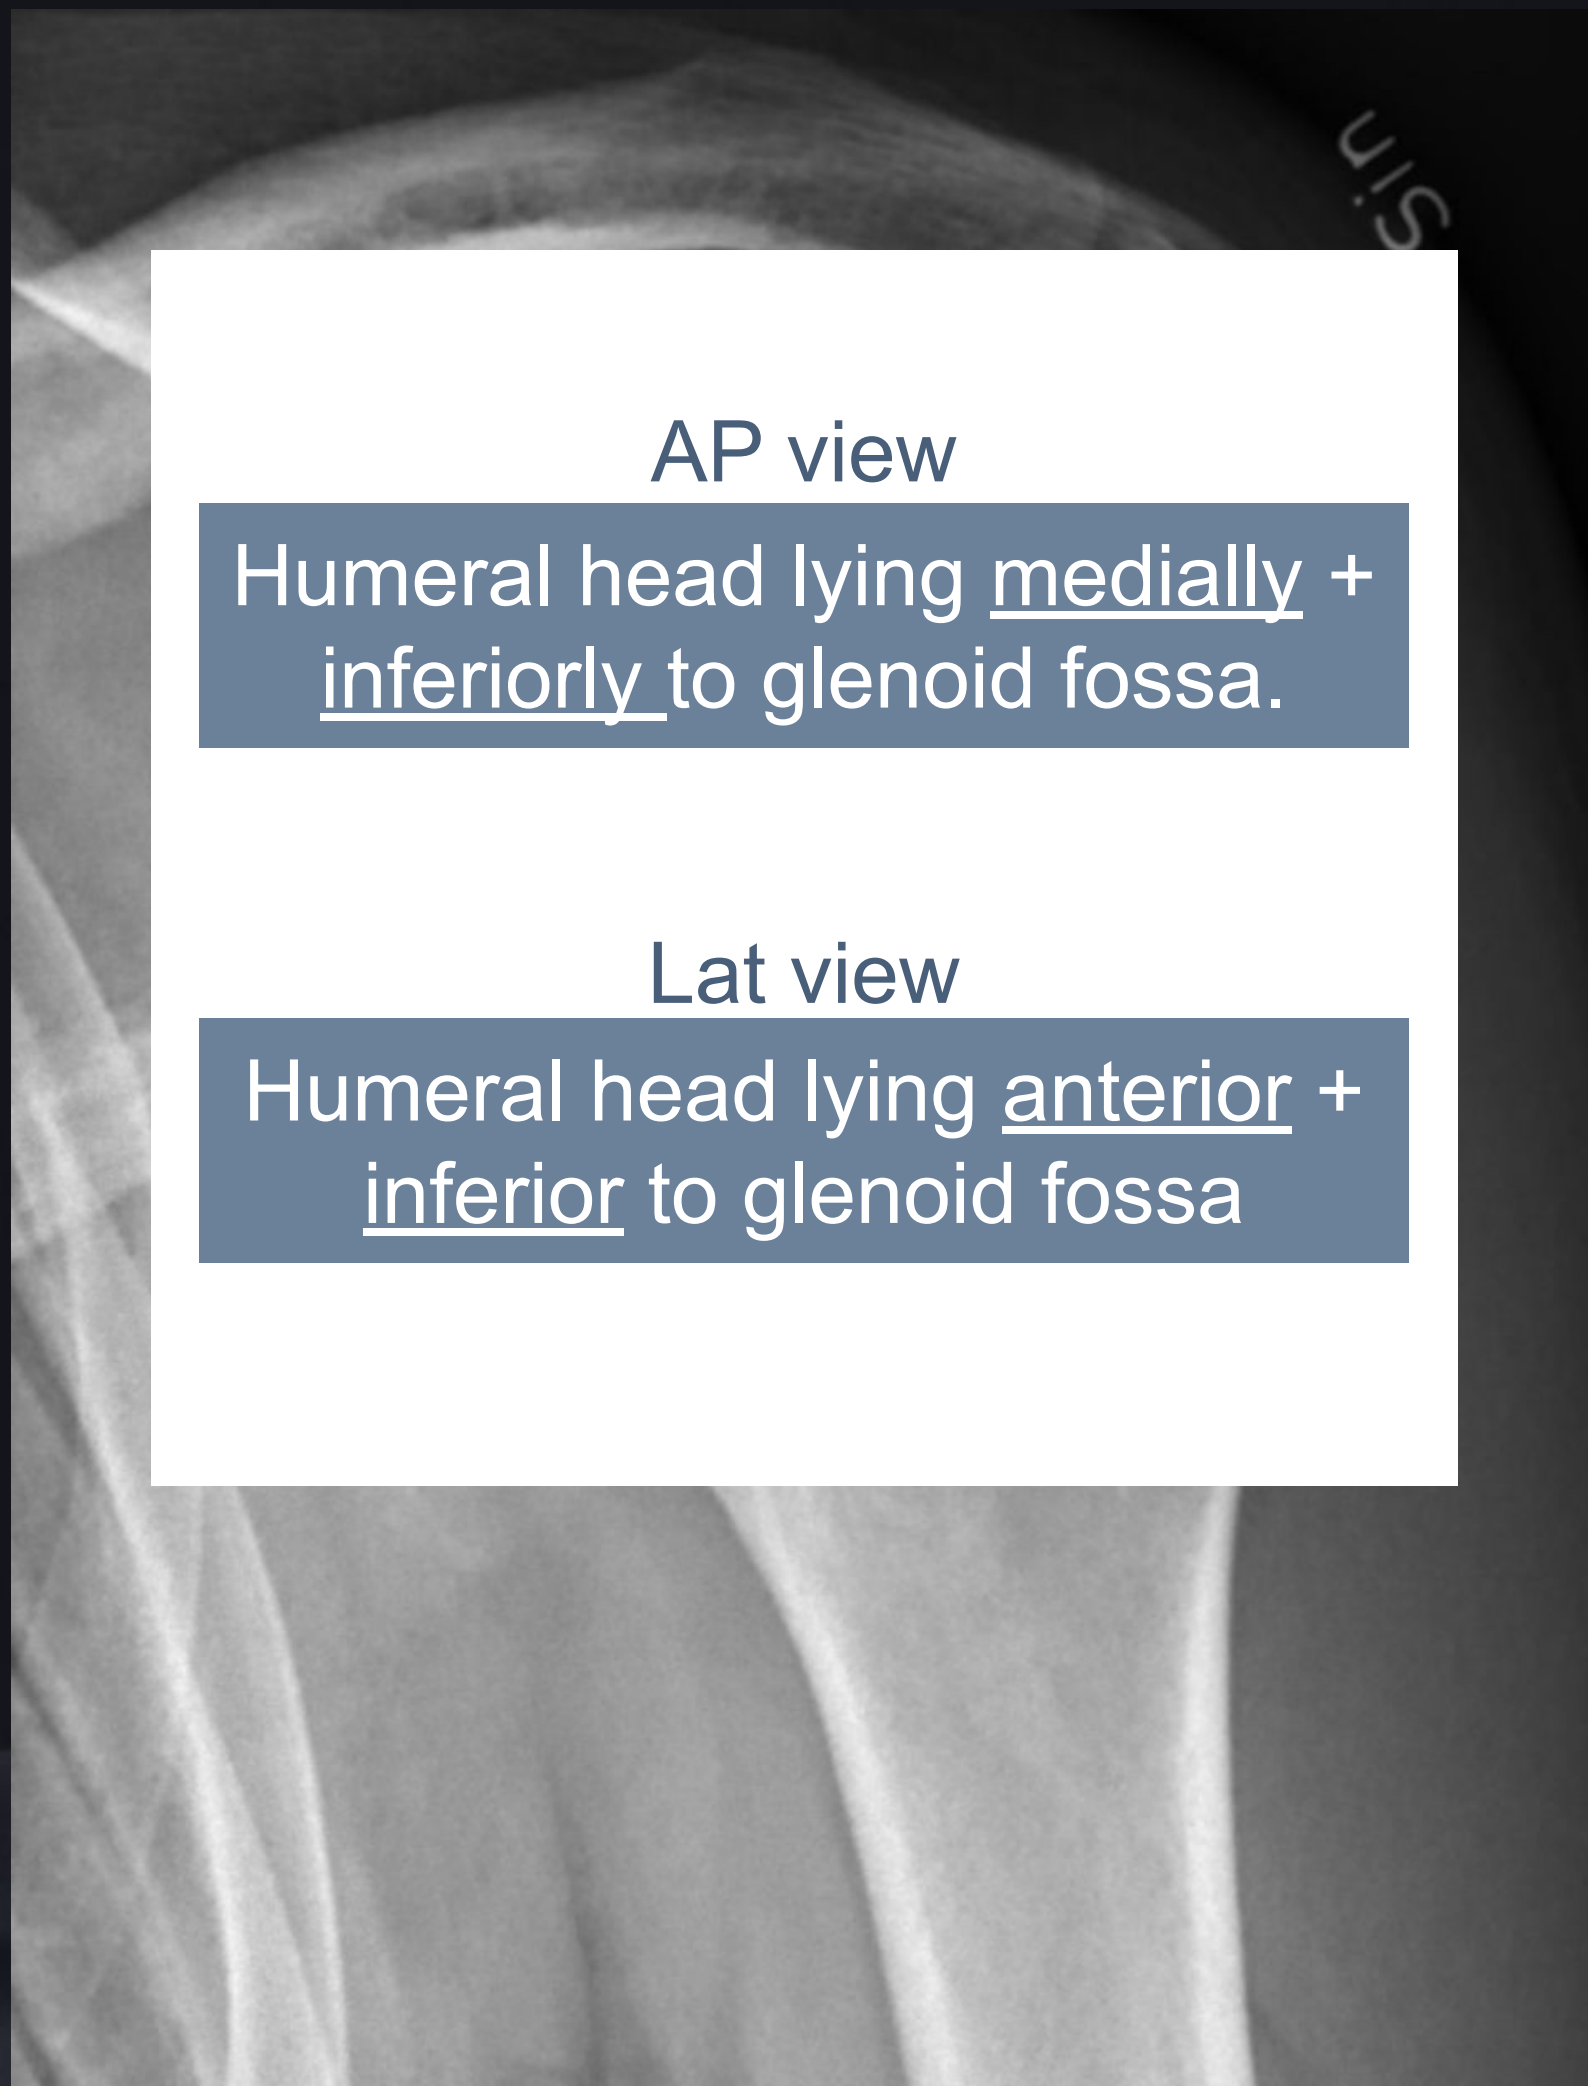 Sin
AP view
Humeral head lying medially +
inferiorly to glenoid fossa.
Lat view
Humeral head lying anterior +
inferior to glenoid fossa